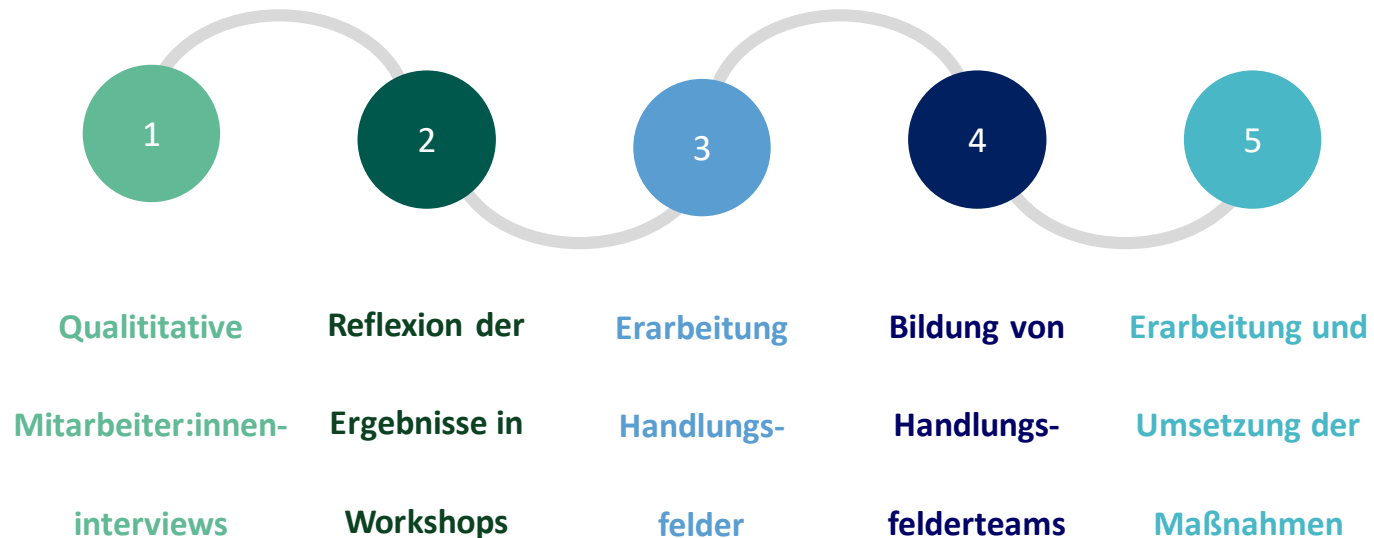 1
2
3
4
5
Qualititative
Mitarbeiter:innen-
interviews
Reflexion der
Ergebnisse in
Workshops
Erarbeitung
Handlungs-
felder
Bildung von
Handlungs-
felderteams
Erarbeitung und
Umsetzung der
Maßnahmen